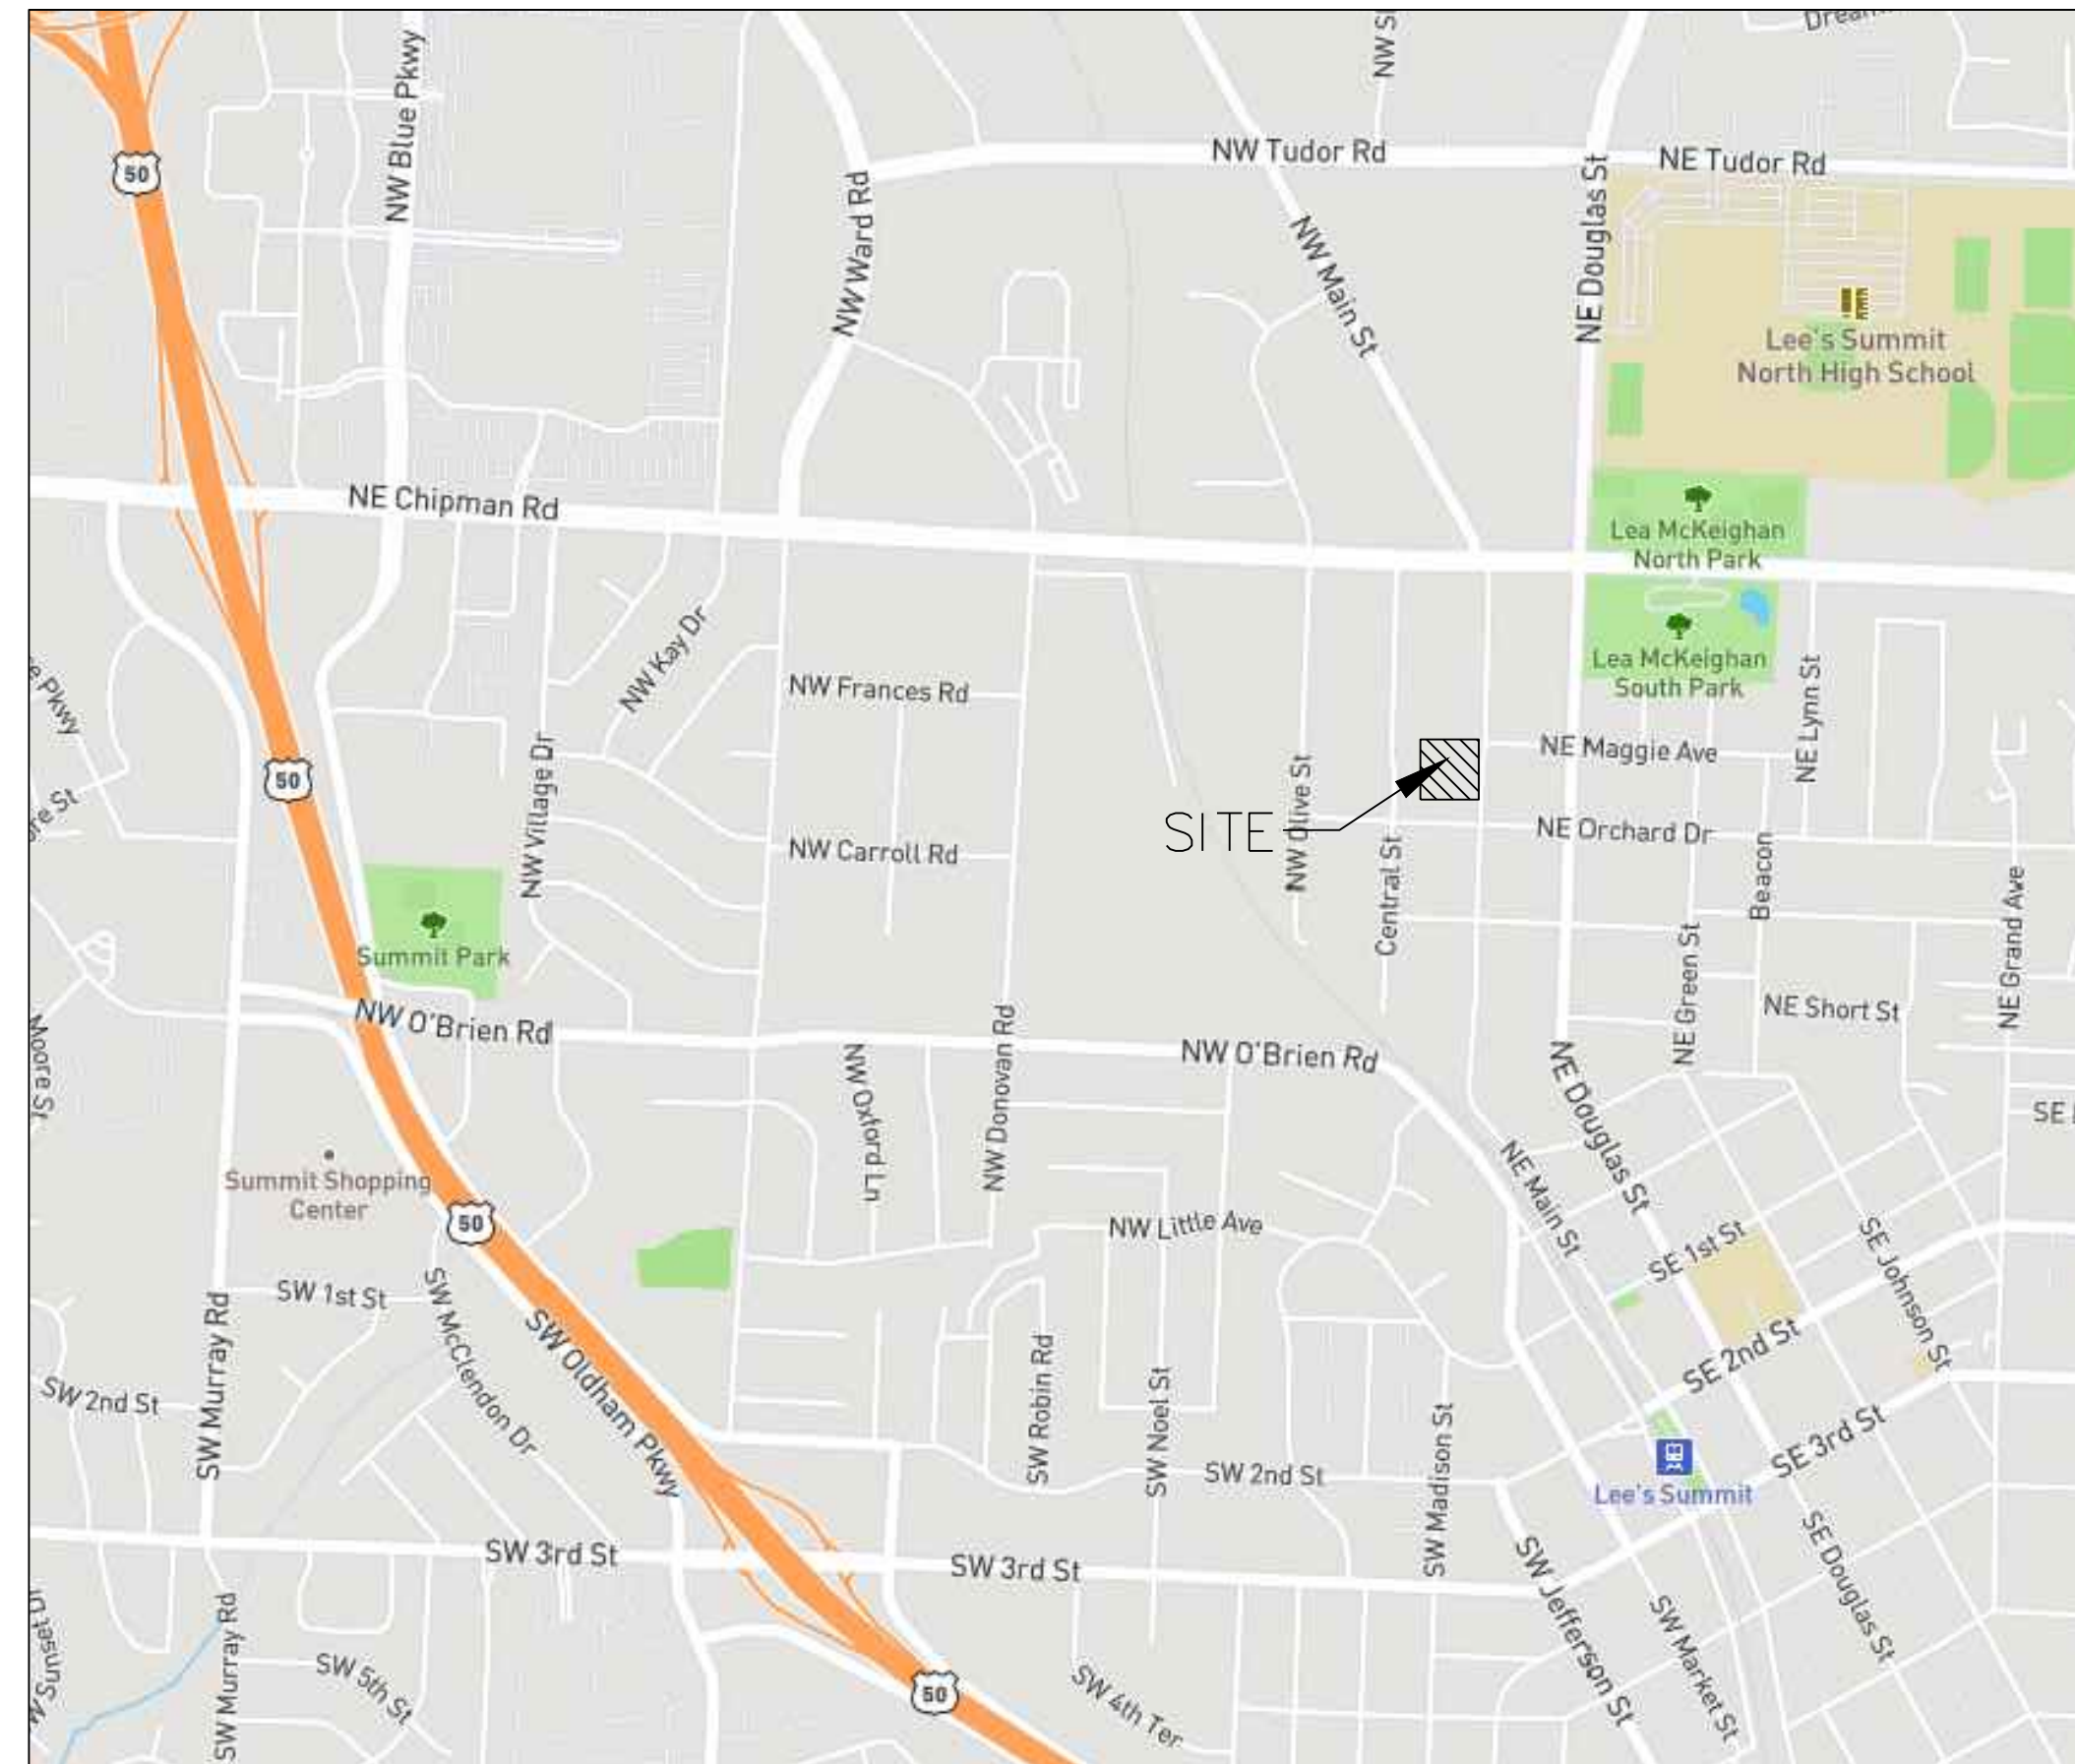 NW Blue Pkwy
50
NW Tudor Rd
NE Tudor Rd
NW Ward Rd
NW Main St
NE Douglas St
Lee's Summit
North High School
NE Chipman Rd
Lea McKeighan
North Park
Lea McKeighan
South Park
NW Kay Dr
NW Frances Rd
NE Lynn St
NE Maggie Ave
50
NW Village Dr
NW Olive St
SITE
NE Orchard Dr
NW Carroll Rd
Central St
Beacon
NE Grand Ave
Summit Park
NE Green St
NE Short St
NW O'Brien Rd
NW O'Brien Rd
Moore St
NW Oxford Ln
NW Donovan Rd
NE Douglas St
Summit Shopping
Center
50
NE Main St
NW Little Ave
SE 1st St
SE Johnson St
SW 1st St
SW McClendon Dr
SW Oldham Pkwy
SW Murray Rd
SW 2nd St
SW Robin Rd
SW Noel St
SW Madison St
SE 2nd St
SE 3rd St
SW 2nd St
Lee's Summit
SE Douglas St
SW 3rd St
SW 3rd St
SW Jefferson St
SW Market St
SW Murray Rd
SW 5th St
50
SW 4th Ter